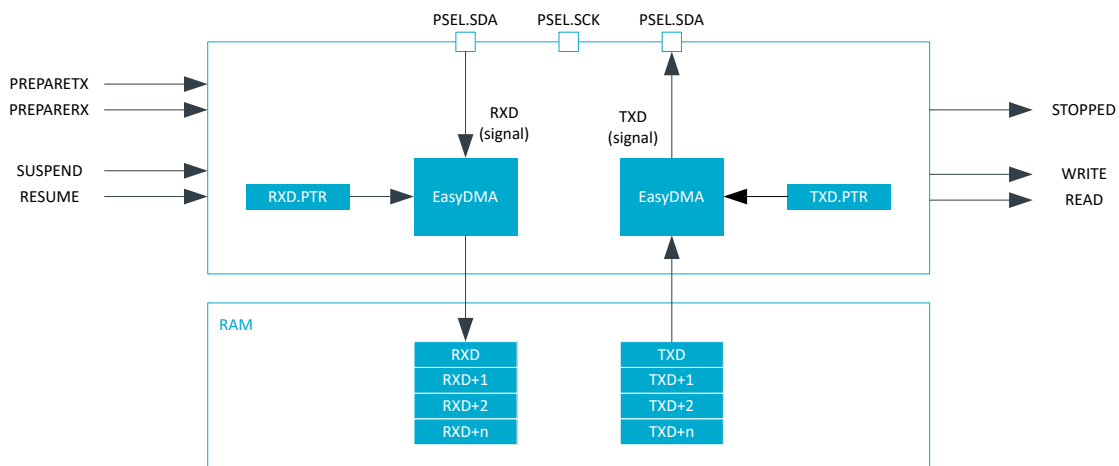 PSEL.SDA
PSEL.SCK
PSEL.SDA
PREPARETX
PREPARERX
SUSPEND
RESUME
RXD
(signal)
TXD
(signal)
RXD.PTR
EasyDMA
EasyDMA
TXD.PTR
STOPPED
WRITE
READ
RAM
RXD
RXD+1
RXD+2
RXD+n
TXD
TXD+1
TXD+2
TXD+n